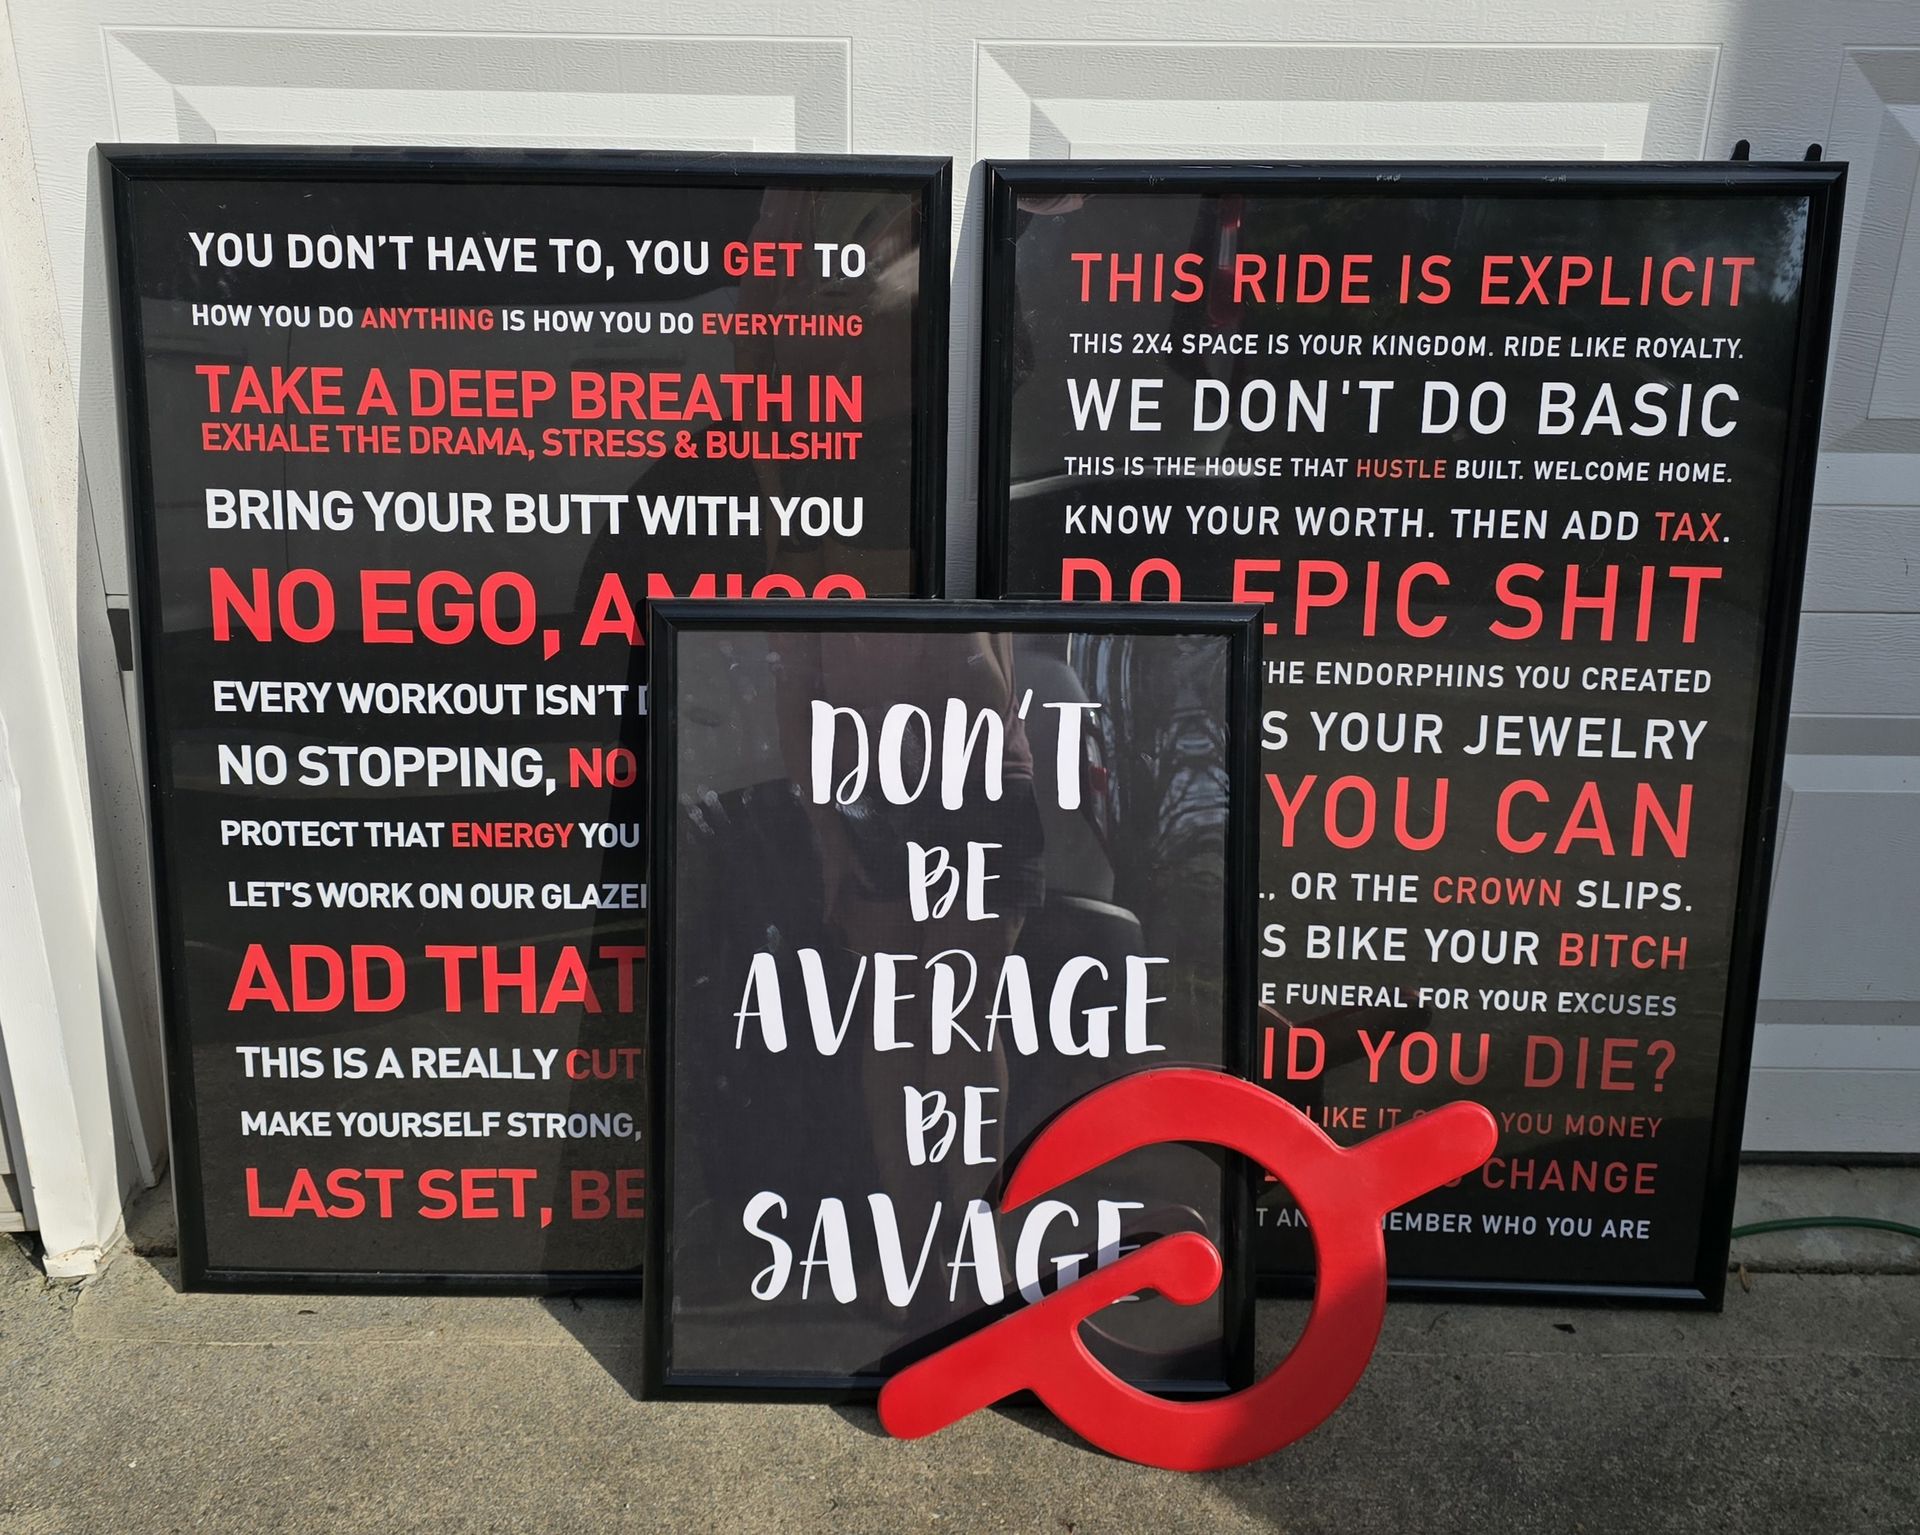 YOU DON'T HAVE TO, YOU GET TO
HOW YOU DO ANYTHING IS HOW YOU DO EVERYTHING
TAKE A DEEP BREATH IN
EXHALE THE DRAMA, STRESS & BULLSHIT
BRING YOUR BUTT WITH YOU
NO EGO, AMIGO
EVERY WORKOUT ISN'T
NO STOPPING, NO
PROTECT THAT ENERGY YOU
LET'S WORK ON OUR
ADD THAT
THIS IS A REALLY
MAKE YOURSELF STRONG,
LAST SET,
DON'T
BE
AVERAGE
BE
SAVAGE
THIS RIDE IS EXPLICIT
THIS 2X4 SPACE IS YOUR KINGDOM. RIDE LIKE ROYALTY.
WE DON'T DO BASIC
THIS IS THE HOUSE THAT HUSTLE BUILT. WELCOME HOME.
KNOW YOUR WORTH. THEN ADD TAX.
DO EPIC SHIT
THE ENDORPHINS YOU CREATED
YOUR JEWELRY
YOU CAN
, OR THE CROWN SLIPS.
BIKE YOUR BITCH
FUNERAL FOR YOUR EXCUSES
YOU DIE?
LIKE IT YOU MONEY
CHANGE
WHO YOU ARE